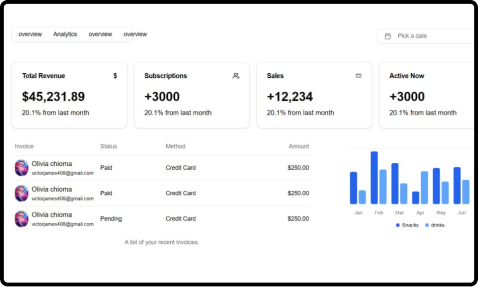 overview Analytics overview overview
Pick a date
Total Revenue $
$45,231.89
20.1% from last month
Subscriptions
+3000
20.1% from last month
Sales
+12,234
20.1% from last month
Active Now
+3000
20.1% from last month
Invoice Status Method Amount
Olivia chioma
victorjames408@gmail.com
Paid Credit Card $250.00
Olivia chioma
victorjames408@gmail.com
Paid Credit Card $250.00
Olivia chioma
victorjames408@gmail.com
Pending Credit Card $250.00
A list of your recent invoices.
Jan Feb Mar Apr May Jun
Snacks drinks